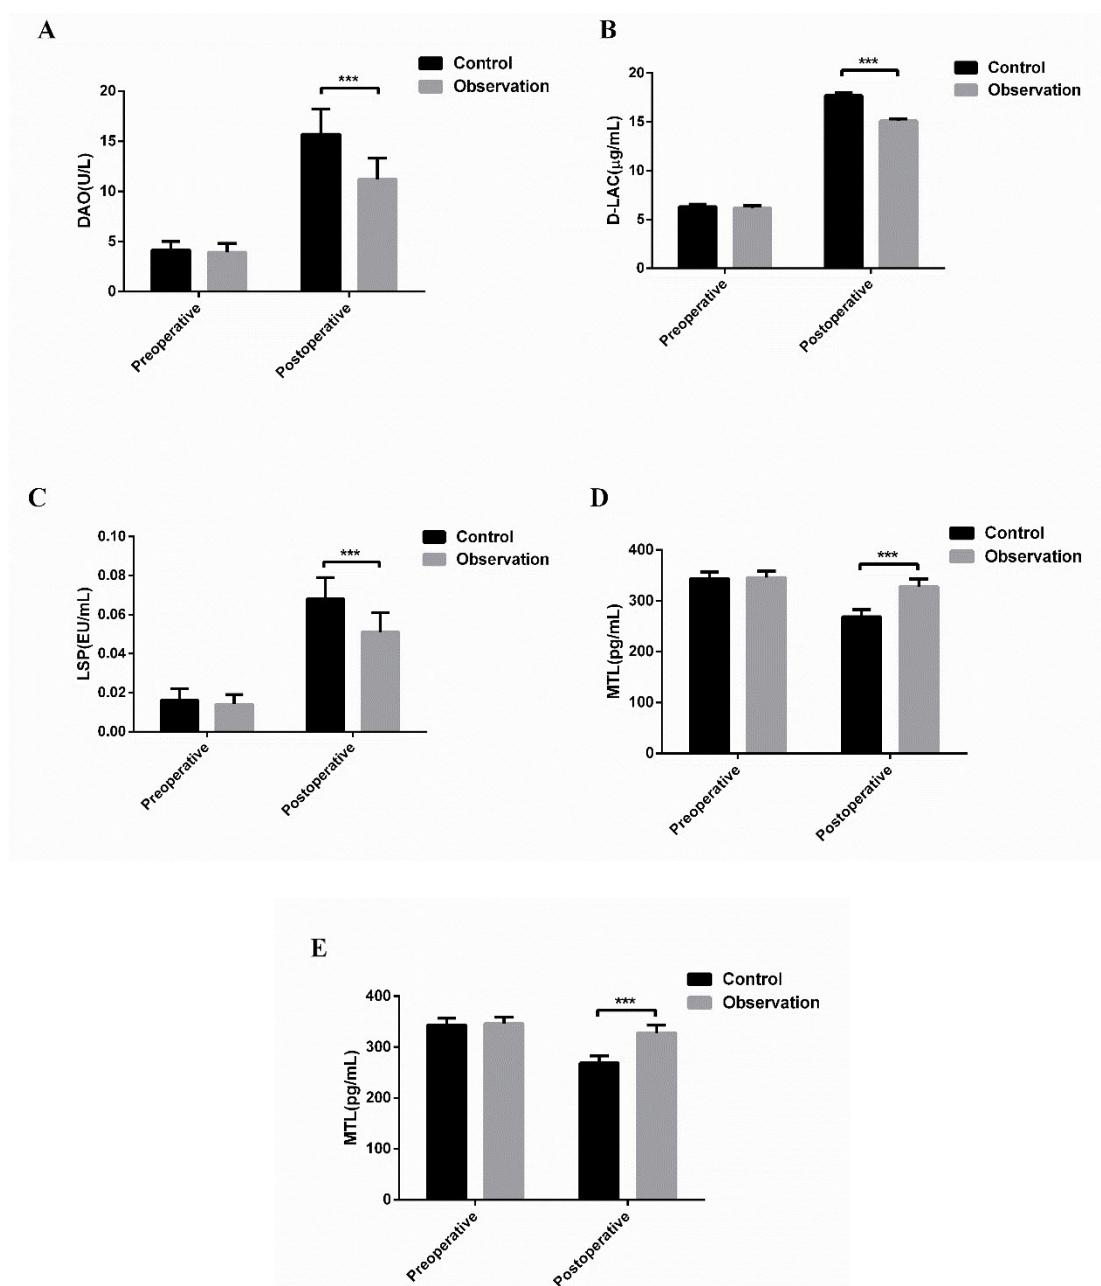 A
Control
Observation
***
20
15
10
5
0
DAO(U/L)
Preoperative
Postoperative
B
Control
Observation
***
20
15
10
5
0
D-LAC(μg/mL)
Preoperative
Postoperative
C
Control
Observation
***
0.10
0.08
0.06
0.04
0.02
0.00
LSP(EU/mL)
Preoperative
Postoperative
D
Control
Observation
***
400
300
200
100
0
MTL(pg/mL)
Preoperative
Postoperative
E
Control
Observation
***
400
300
200
100
0
MTL(pg/mL)
Preoperative
Postoperative